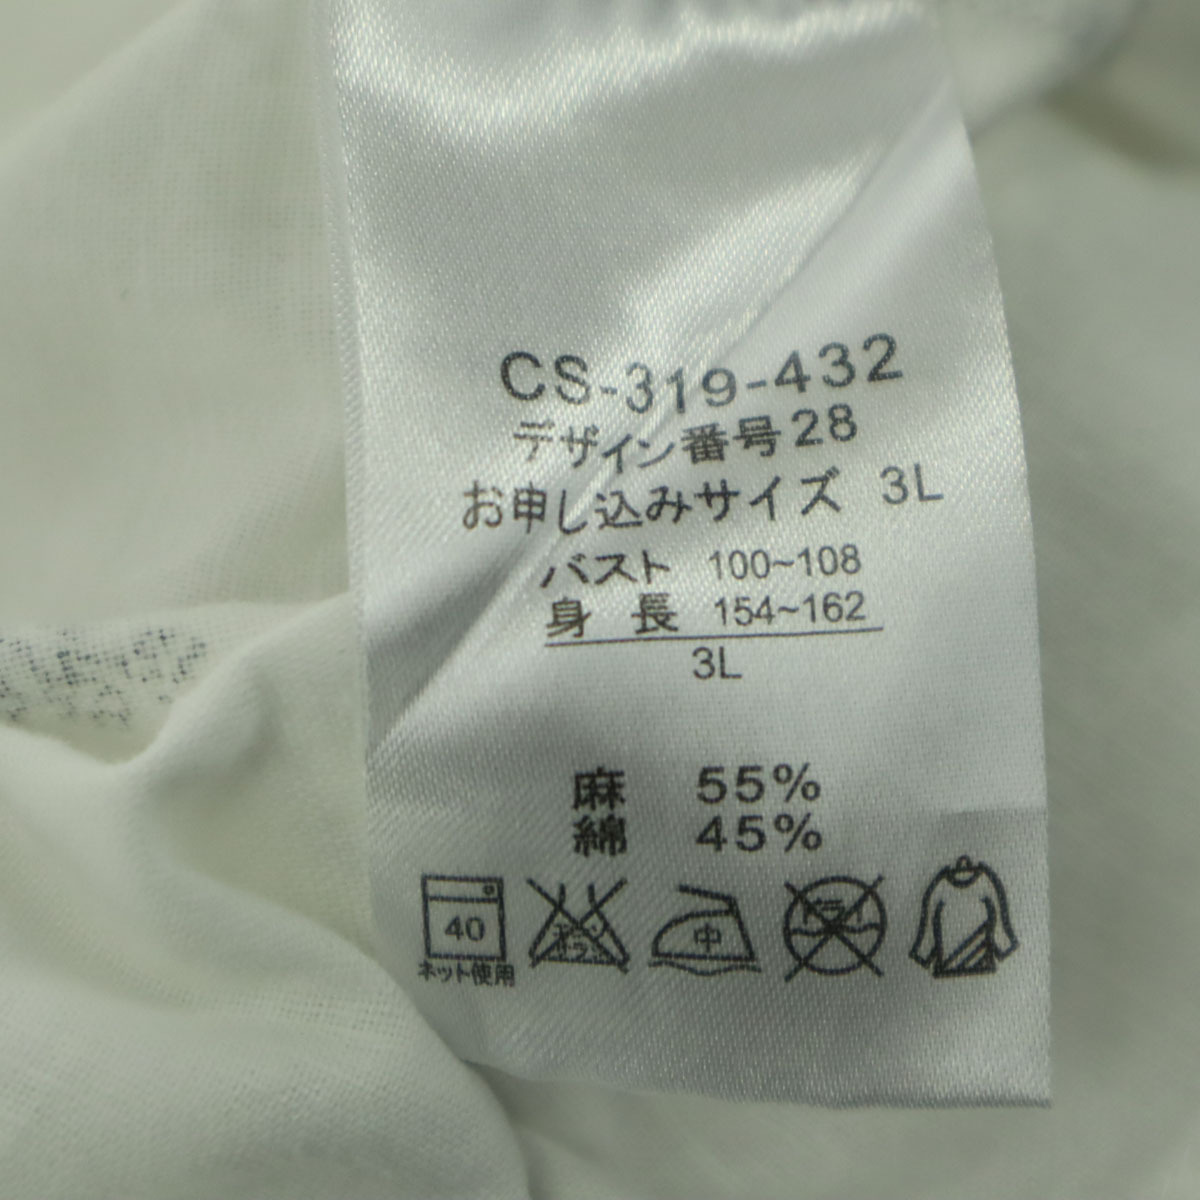 CS-319-432
デザイン番号28
お申し込みサイズ 3L
バスト 100~108
身 長 154~162
3L
麻 55%
綿 45%
40 中
ネット使用